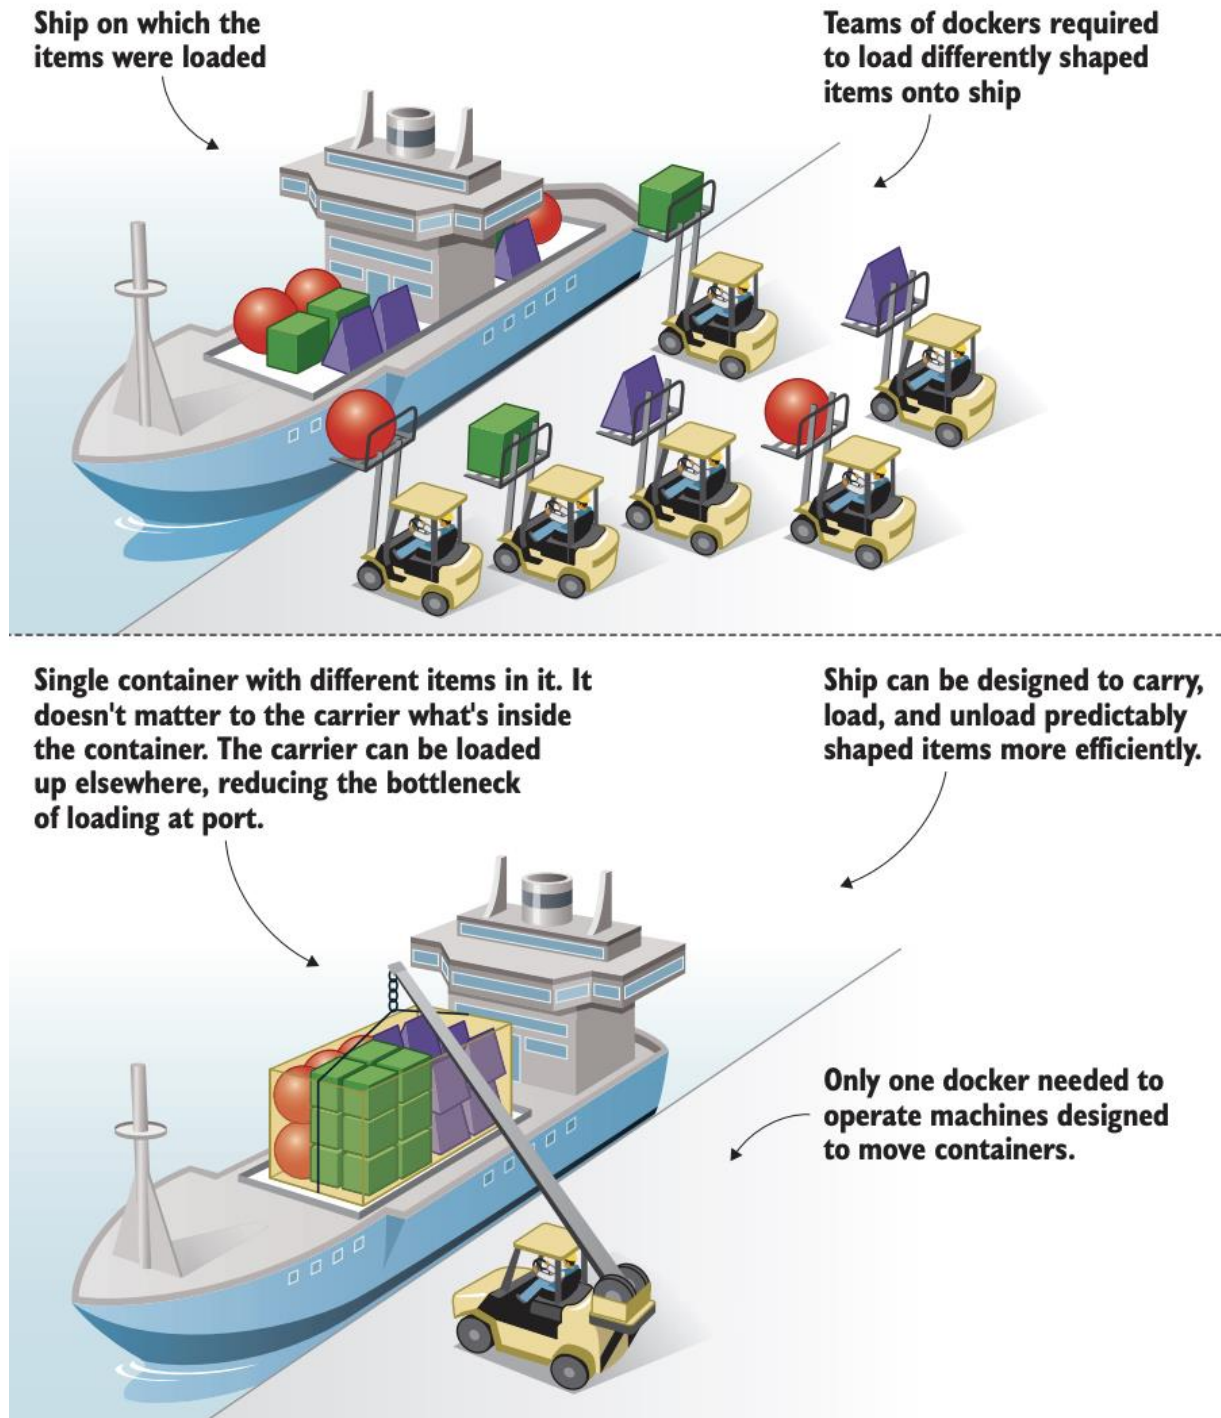 Ship on which the
items were loaded
Teams of dockers required
to load differently shaped
items onto ship
Single container with different items in it. It
doesn't matter to the carrier what's inside
the container. The carrier can be loaded
up elsewhere, reducing the bottleneck
of loading at port.
Ship can be designed to carry,
load, and unload predictably
shaped items more efficiently.
Only one docker needed to
operate machines designed
to move containers.